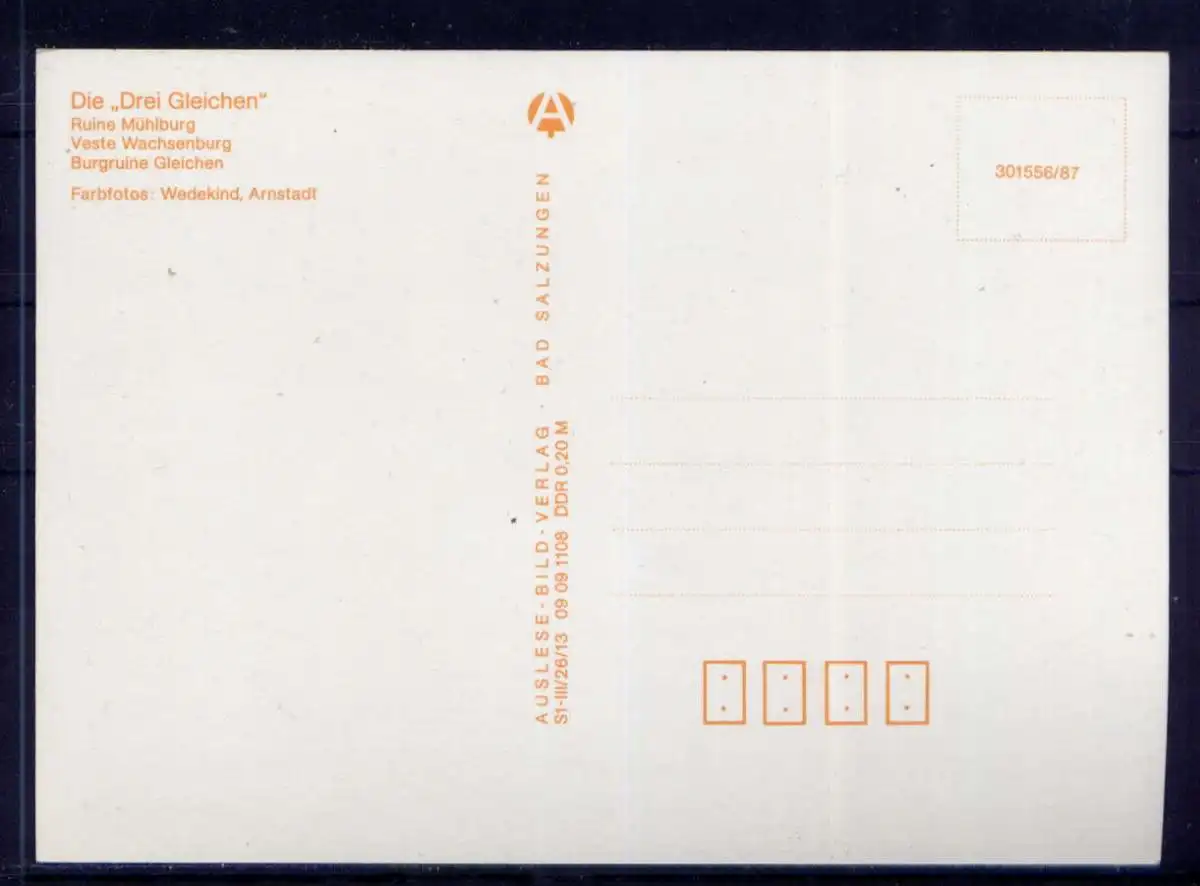 Die „Drei Gleichen"
Ruine Mühlburg
Veste Wachsenburg
Burgruine Gleichen
Farbfotos: Wedekind, Arnstadt
A
AUSLESE-BILD-VERLAG · BAD SALZUNGEN
S1-III/26/13 09 09 1108 DDR 0,20 M
301556/87